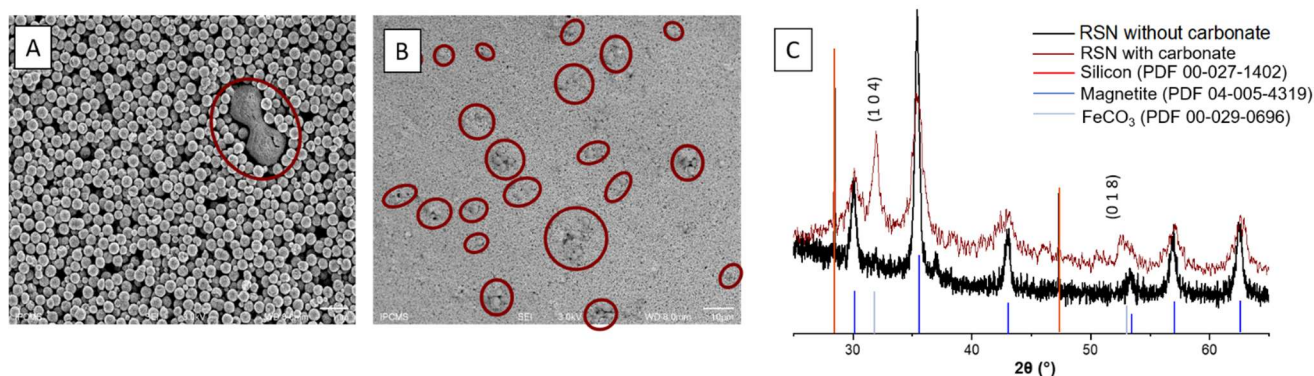 A
IPCMS SEI
B
IPCMS SEI 3.0kV WD 8.0mm 10μm
C
RSN without carbonate
RSN with carbonate
Silicon (PDF 00-027-1402)
Magnetite (PDF 04-005-4319)
FeCO₃ (PDF 00-029-0696)
(1 0 4)
(0 1 8)
30 40 50 60
2θ (°)